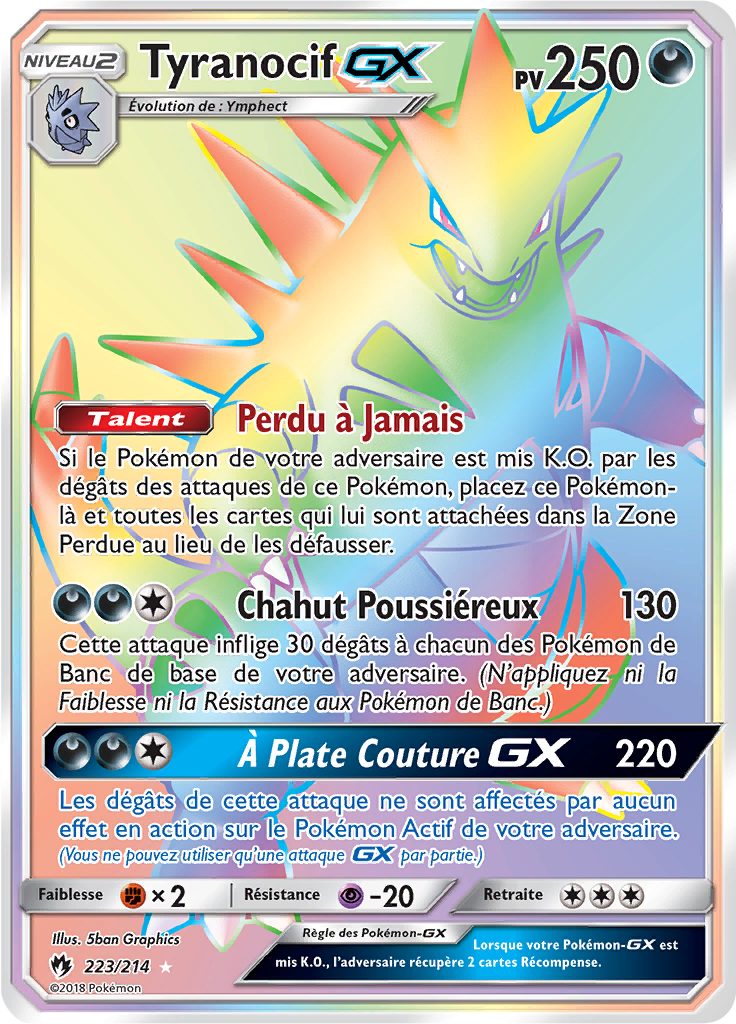 NIVEAU2 Tyranocif GX PV250
Évolution de : Ymphect
Talent Perdu à Jamais
Si le Pokémon de votre adversaire est mis K.O. par les
dégâts des attaques de ce Pokémon, placez ce Pokémon-
là et toutes les cartes qui lui sont attachées dans la Zone
Perdue au lieu de les défausser.
Chahut Poussiéreux 130
Cette attaque inflige 30 dégâts à chacun des Pokémon de
Banc de base de votre adversaire. (N'appliquez ni la
Faiblesse ni la Résistance aux Pokémon de Banc.)
À Plate Couture GX 220
Les dégâts de cette attaque ne sont affectés par aucun
effet en action sur le Pokémon Actif de votre adversaire.
(Vous ne pouvez utiliser qu'une attaque GX par partie.)
Faiblesse ×2 Résistance -20 Retraite
Illus. 5ban Graphics
223/214
©2018 Pokémon
Règle des Pokémon-GX
Lorsque votre Pokémon-GX est
mis K.O., l'adversaire récupère 2 cartes Récompense.